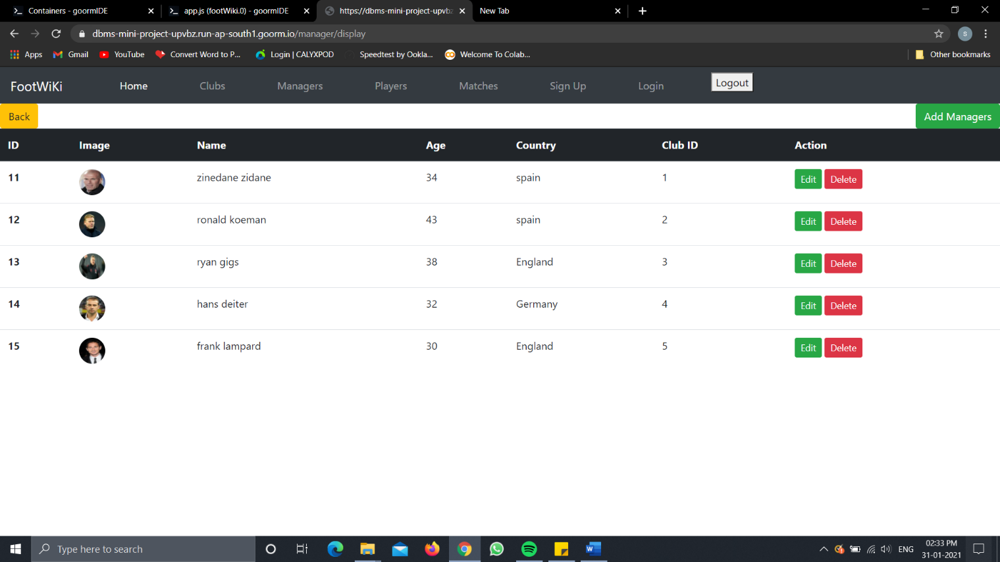 Containers - goormIDE
app.js (footWiki.0) - goormIDE
https://dbms-mini-project-upvbz
New Tab
dbms-mini-project-upvbz.run-ap-south1.goorm.io/manager/display
S
Apps
Gmail
YouTube
Convert Word to P...
Login | CALYXPOD
Speedtest by Ookla...
Welcome To Colab...
Other bookmarks
FootWiKi
Home
Clubs
Managers
Players
Matches
Sign Up
Login
Logout
Back
Add Managers
ID Image Name Age Country Club ID Action
11 zinedane zidane 34 spain 1 Edit Delete
12 ronald koeman 43 spain 2 Edit Delete
13 ryan gigs 38 England 3 Edit Delete
14 hans deiter 32 Germany 4 Edit Delete
15 frank lampard 30 England 5 Edit Delete
Type here to search
W
ENG
02:33 PM
31-01-2021